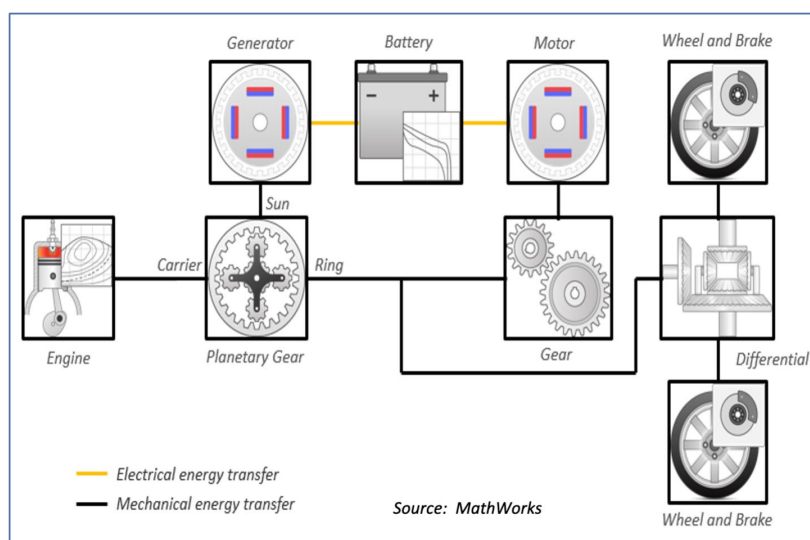 Generator
Battery
Motor
Wheel and Brake
− +
Sun
Carrier
Ring
Engine
Planetary Gear
Gear
Differential
Electrical energy transfer
Mechanical energy transfer
Source: MathWorks
Wheel and Brake